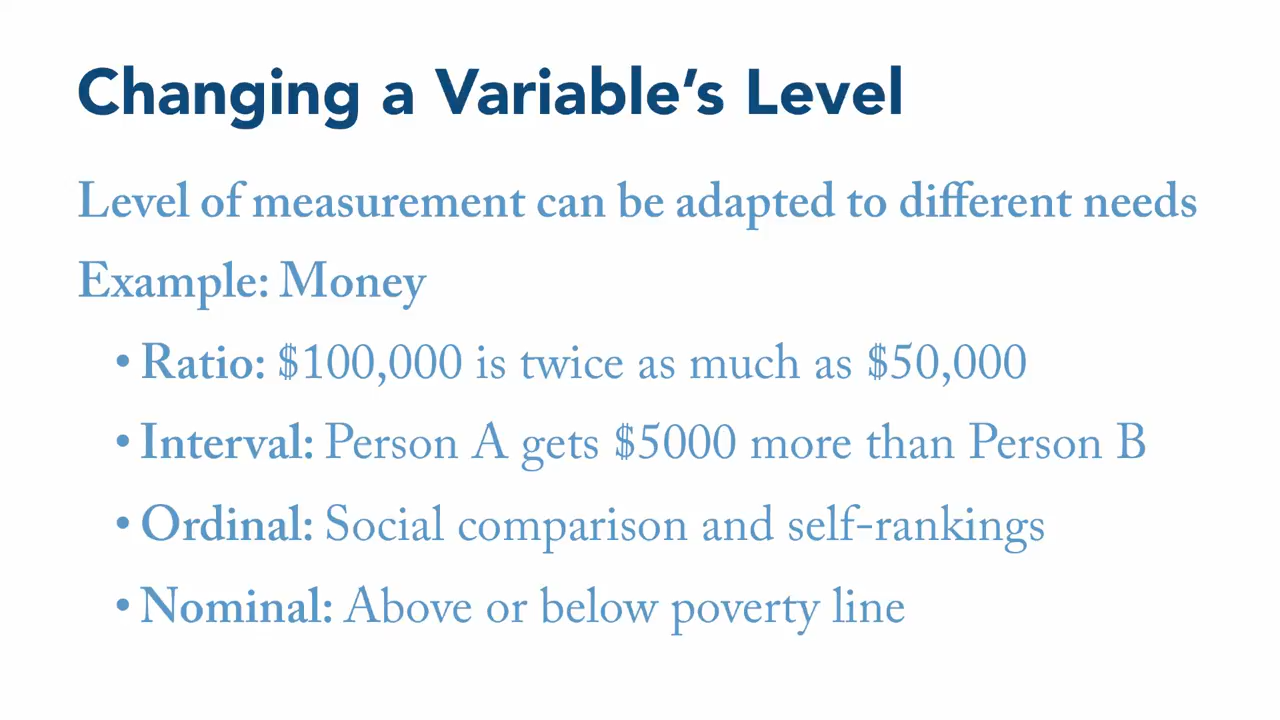 Changing a Variable’s Level
Level of measurement can be adapted to different needs
Example: Money
• Ratio: $100,000 is twice as much as $50,000
• Interval: Person A gets $5000 more than Person B
• Ordinal: Social comparison and self-rankings
• Nominal: Above or below poverty line